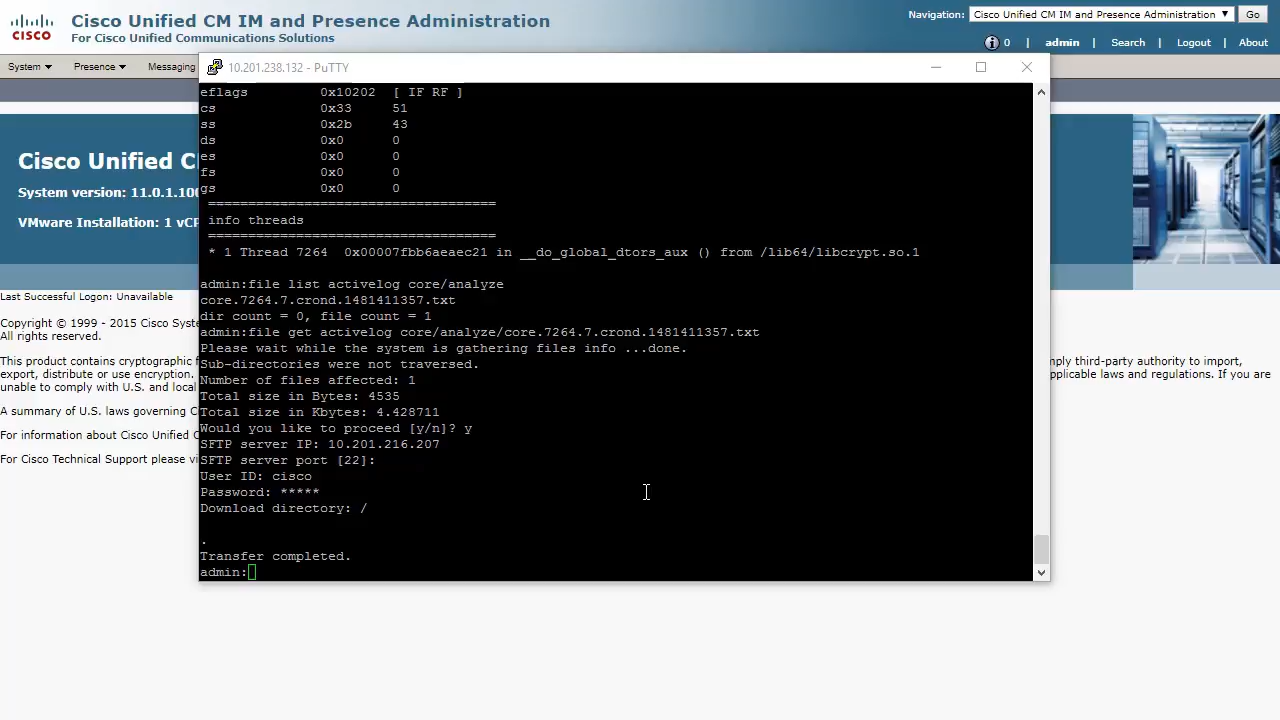 Cisco Unified CM IM and Presence Administration
For Cisco Unified Communications Solutions
CISCO
Navigation: Cisco Unified CM IM and Presence Administration Go
0 | admin | Search | Logout | About
System Presence Messaging
10.201.238.132 - PuTTY
eflags 0x10202 [ IF RF ]
cs 0x33 51
ss 0x2b 43
ds 0x0 0
es 0x0 0
fs 0x0 0
gs 0x0 0
====================================
info threads
====================================
* 1 Thread 7264 0x00007fbb6aeaec21 in __do_global_dtors_aux () from /lib64/libcrypt.so.1
admin:file list activelog core/analyze
core.7264.7.crond.1481411357.txt
dir count = 0, file count = 1
admin:file get activelog core/analyze/core.7264.7.crond.1481411357.txt
Please wait while the system is gathering files info ...done.
Sub-directories were not traversed.
Number of files affected: 1
Total size in Bytes: 4535
Total size in Kbytes: 4.428711
Would you like to proceed [y/n]? y
SFTP server IP: 10.201.216.207
SFTP server port [22]:
User ID: cisco
Password: *****
Download directory: /
.
Transfer completed.
admin:
Cisco Unified C
System version: 11.0.1.100
VMware Installation: 1 vCP
Last Successful Logon: Unavailable
Copyright © 1999 - 2015 Cisco Syst
All rights reserved.
This product contains cryptographic f
mply third-party authority to import,
export, distribute or use encryption.
plicable laws and regulations. If you are
unable to comply with U.S. and local
A summary of U.S. laws governing C
For information about Cisco Unified C
For Cisco Technical Support please vi